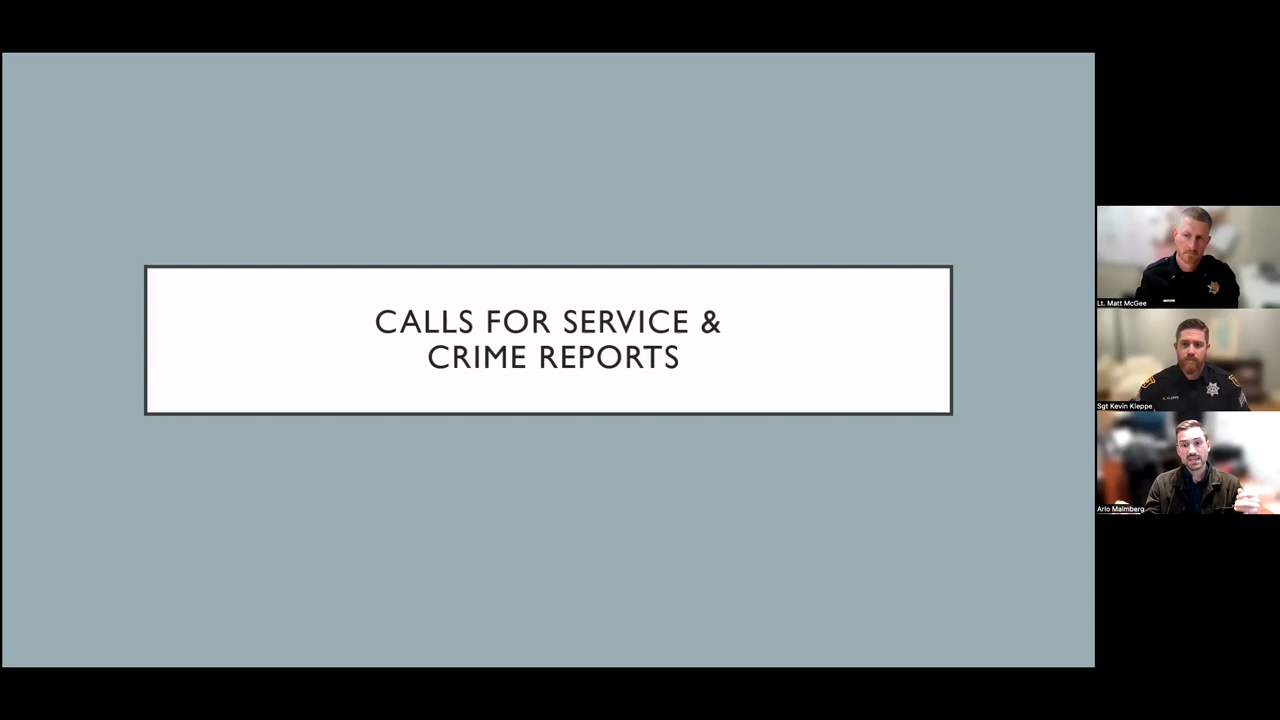 CALLS FOR SERVICE &
CRIME REPORTS
Lt. Matt McGee
Sgt Kevin Kleppe
Arlo Malmberg